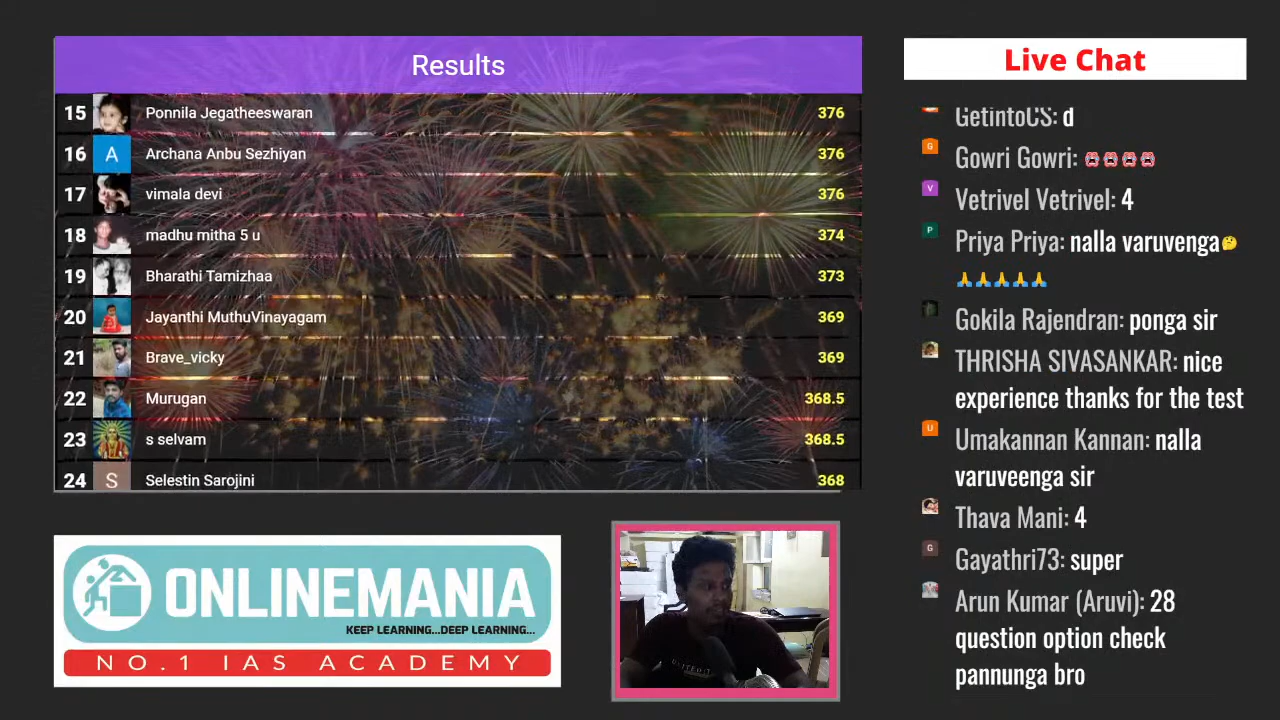 Results
15 Ponnila Jegatheeswaran 376
16 A Archana Anbu Sezhiyan 376
17 vimala devi 376
18 madhu mitha 5 u 374
19 Bharathi Tamizhaa 373
20 Jayanthi MuthuVinayagam 369
21 Brave_vicky 369
22 Murugan 368.5
23 s selvam 368.5
24 S Selestin Sarojini 368
ONLINEMANIA
KEEP LEARNING...DEEP LEARNING...
NO.1 IAS ACADEMY
Live Chat
GetintoCS: d
G Gowri Gowri:
V Vetrivel Vetrivel: 4
P Priya Priya: nalla varuvenga🤔
🙏🙏🙏🙏🙏
Gokila Rajendran: ponga sir
THRISHA SIVASANKAR: nice
experience thanks for the test
U Umakannan Kannan: nalla
varuveenga sir
Thava Mani: 4
G Gayathri73: super
Arun Kumar (Aruvi): 28
question option check
pannunga bro